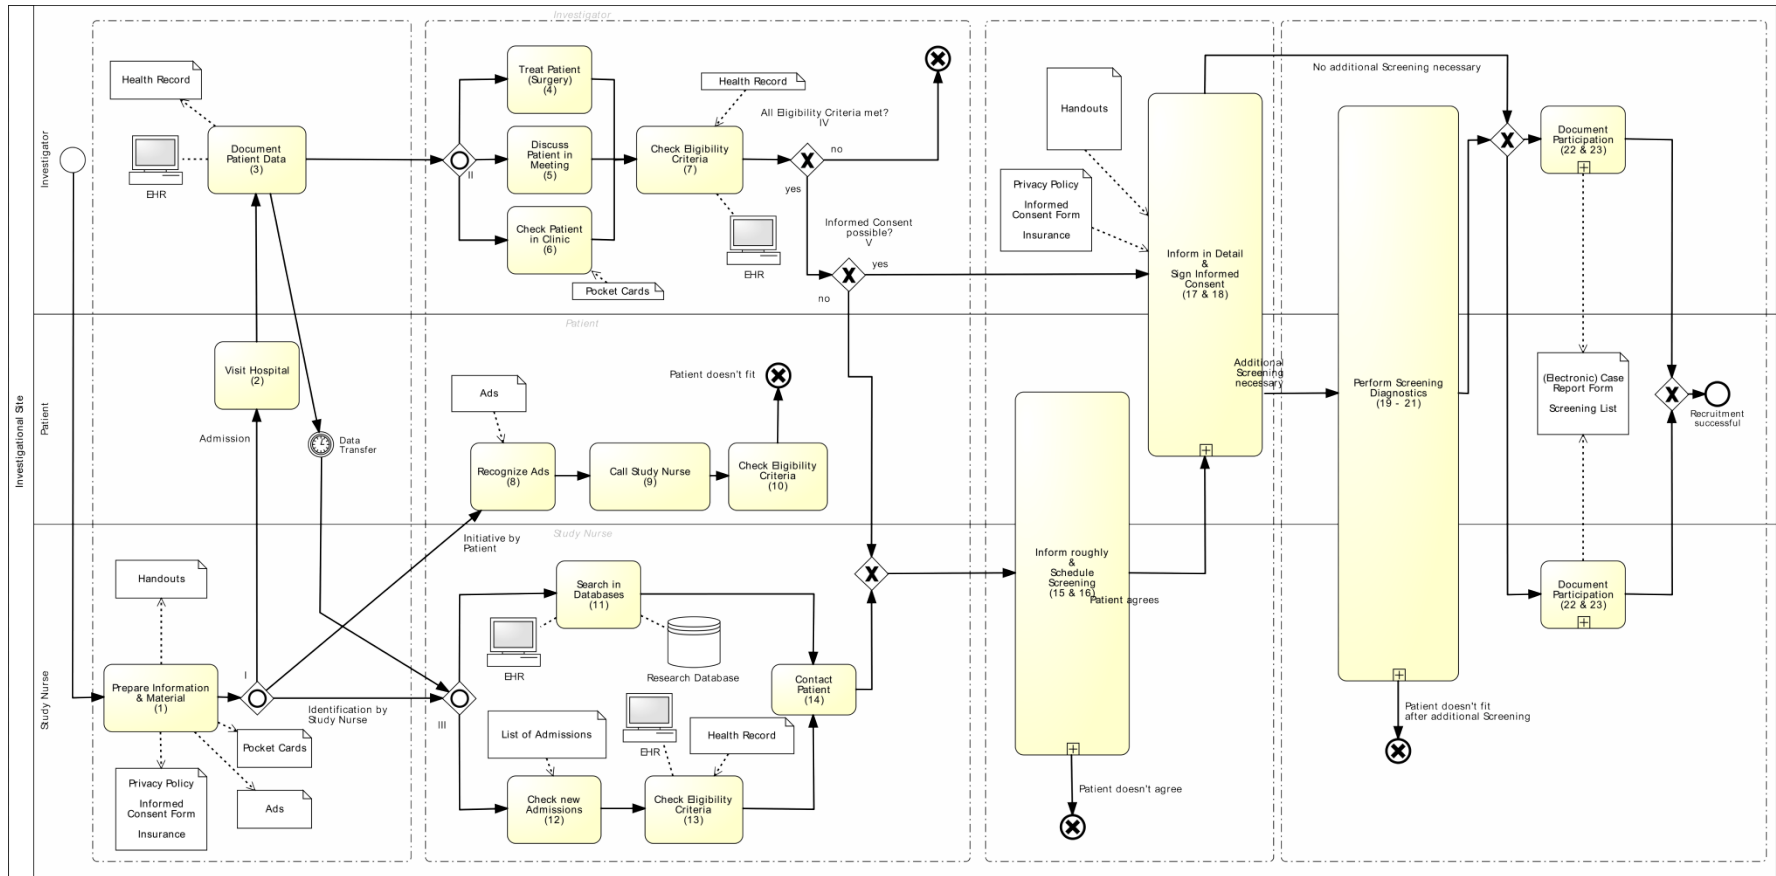 Investigational Site
Investigator
Patient
Study Nurse
Investigator
Patient
Study Nurse
Health Record
EHR
Document
Patient Data
(3)
Visit Hospital
(2)
Admission
Data
Transfer
Handouts
Prepare Information
& Material
(1)
I
Identification by
Study Nurse
Pocket Cards
Privacy Policy
Informed
Consent Form
Insurance
Ads
II
Treat Patient
(Surgery)
(4)
Discuss
Patient in
Meeting
(5)
Check Patient
in Clinic
(6)
Pocket Cards
Health Record
Check Eligibility
Criteria
(7)
EHR
All Eligibility Criteria met?
IV
no
yes
Informed Consent
possible?
V
yes
no
Ads
Patient doesn't fit
Recognize Ads
(8)
Call Study Nurse
(9)
Check Eligibility
Criteria
(10)
Initiative by
Patient
III
Search in
Databases
(11)
EHR
Research Database
List of Admissions
EHR
Health Record
Check new
Admissions
(12)
Check Eligibility
Criteria
(13)
Contact
Patient
(14)
Handouts
Privacy Policy
Informed
Consent Form
Insurance
Inform in Detail
&
Sign Informed
Consent
(17 & 18)
Inform roughly
&
Schedule
Screening
(15 & 16)
Patient agrees
Patient doesn't agree
No additional Screening necessary
Additional
Screening
necessary
Perform Screening
Diagnostics
(19 - 21)
Patient doesn't fit
after additional Screening
Document
Participation
(22 & 23)
(Electronic) Case
Report Form
Screening List
Recruitment
successful
Document
Participation
(22 & 23)